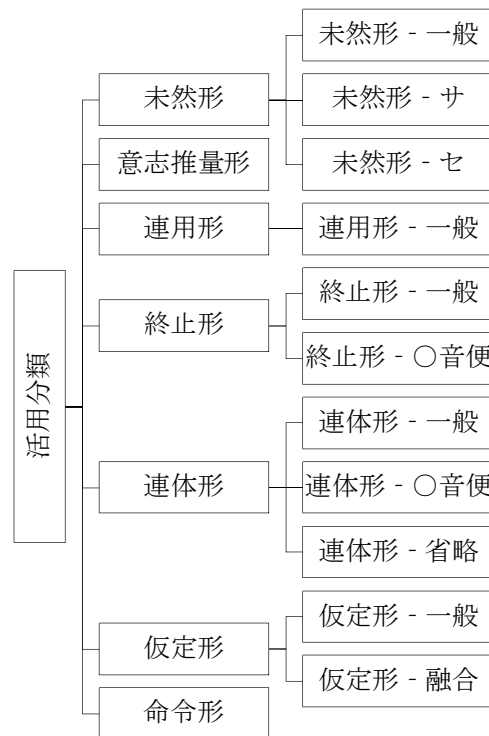 活用分類
未然形
未然形 - 一般
未然形 - サ
未然形 - セ
意志推量形
連用形
連用形 - 一般
終止形
終止形 - 一般
終止形 - ○音便
連体形
連体形 - 一般
連体形 - ○音便
連体形 - 省略
仮定形
仮定形 - 一般
仮定形 - 融合
命令形